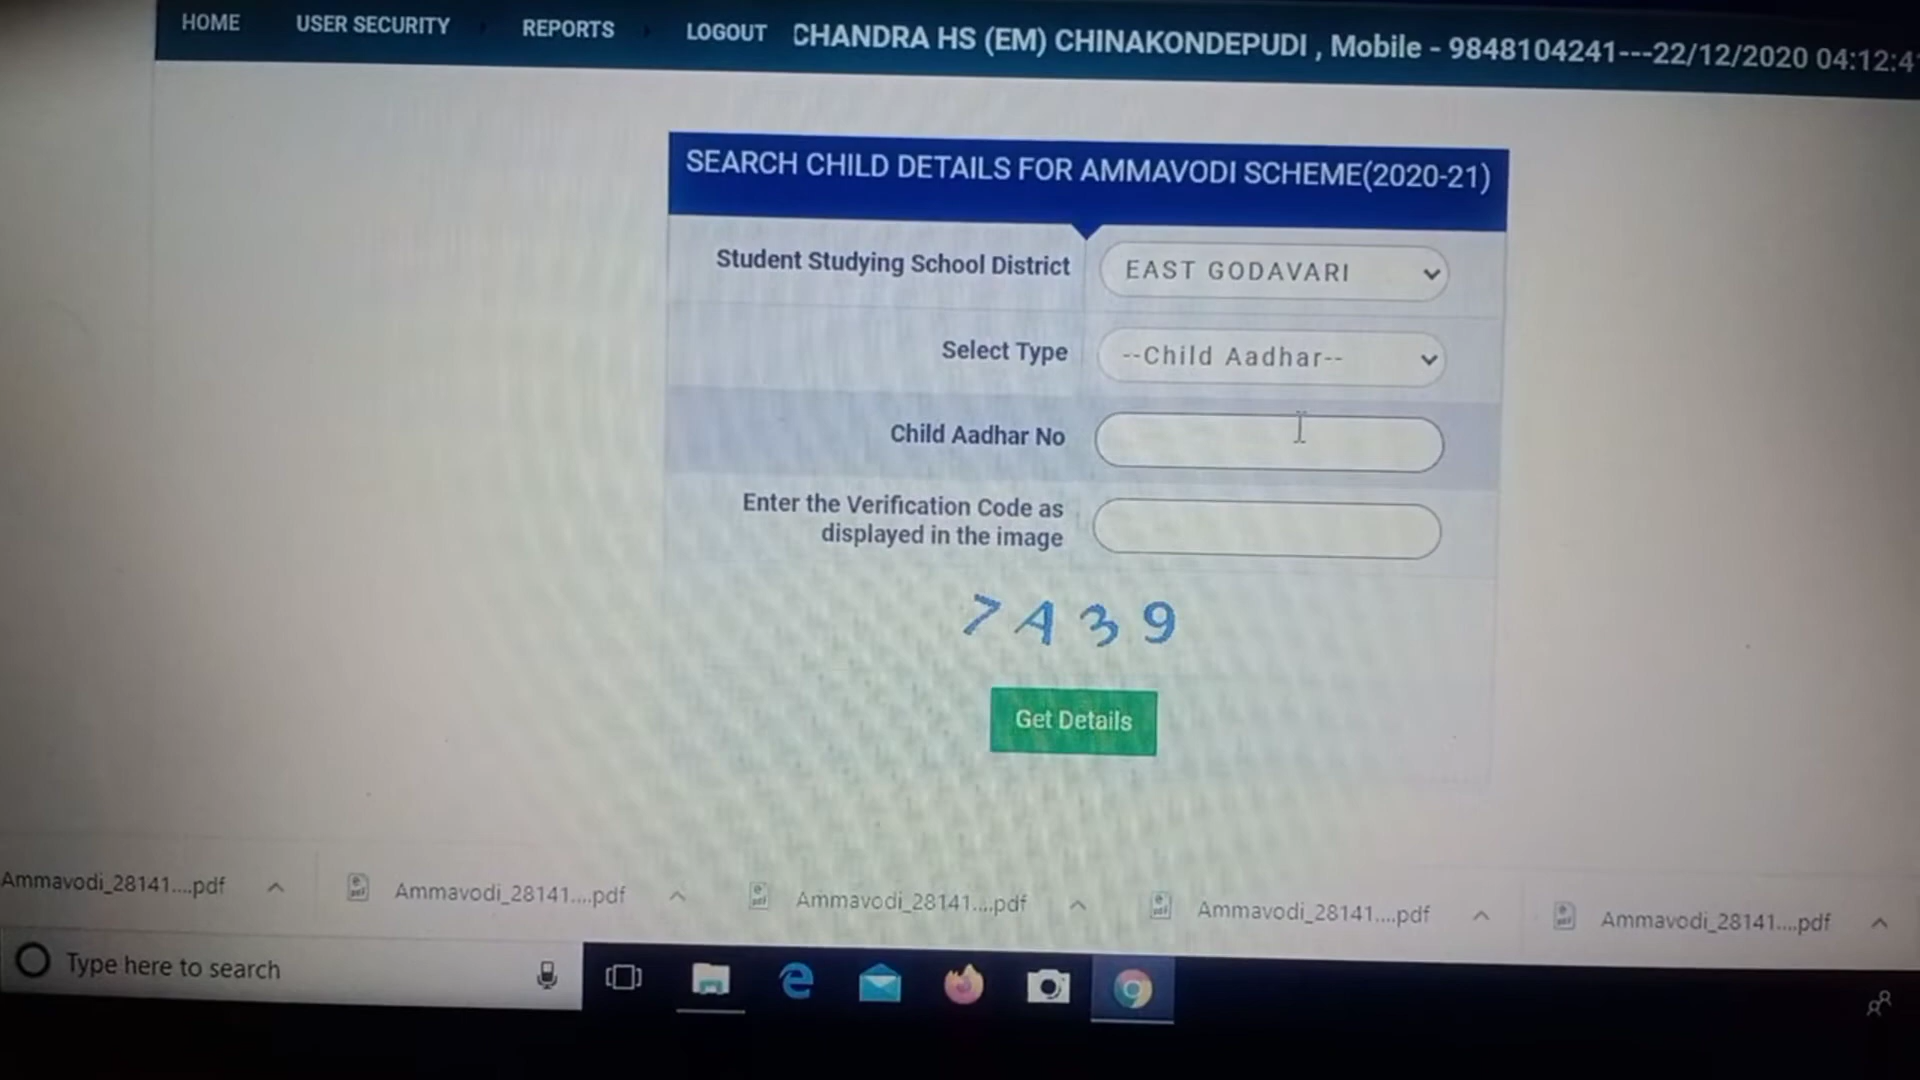 HOME USER SECURITY REPORTS LOGOUT CHANDRA HS (EM) CHINAKONDEPUDI , Mobile - 9848104241---22/12/2020 04:12:4
SEARCH CHILD DETAILS FOR AMMAVODI SCHEME(2020-21)
Student Studying School District EAST GODAVARI
Select Type --Child Aadhar--
Child Aadhar No
Enter the Verification Code as
displayed in the image
7A39
Get Details
Ammavodi_28141....pdf Ammavodi_28141....pdf Ammavodi_28141....pdf Ammavodi_28141....pdf Ammavodi_28141....pdf
Type here to search